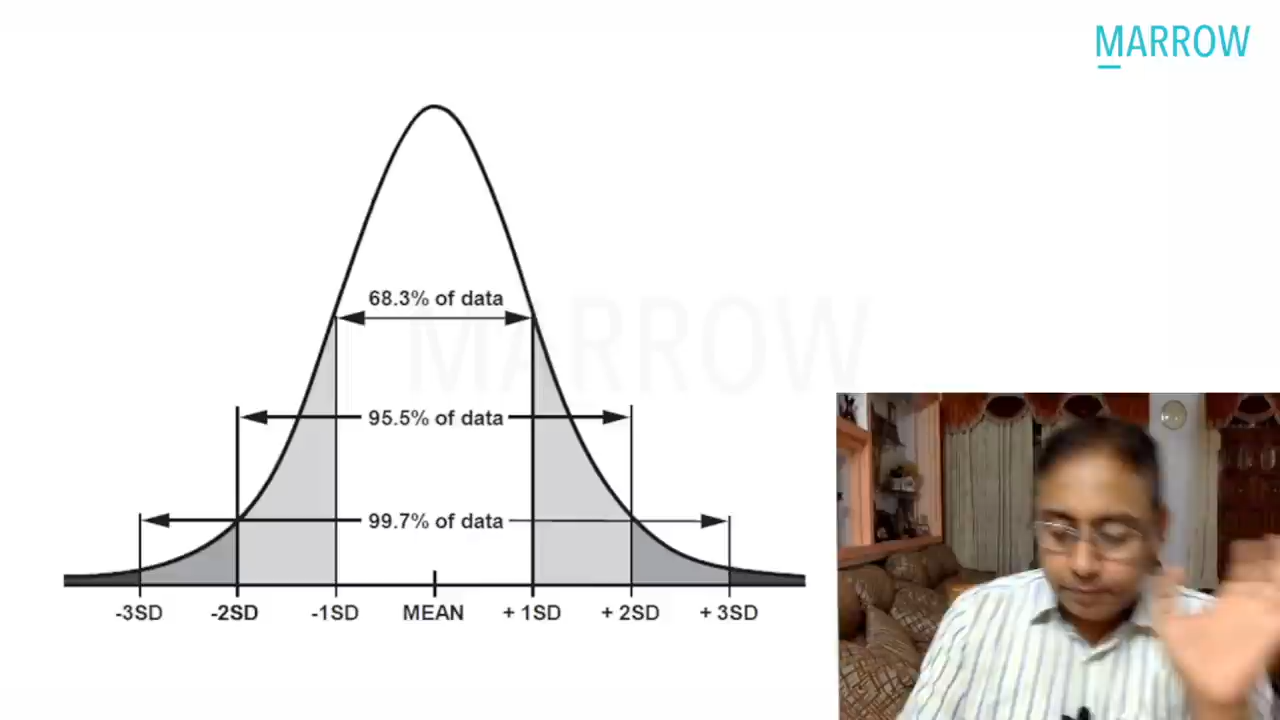 MARROW
68.3% of data
MARROW
95.5% of data
99.7% of data
-3SD -2SD -1SD MEAN + 1SD + 2SD + 3SD